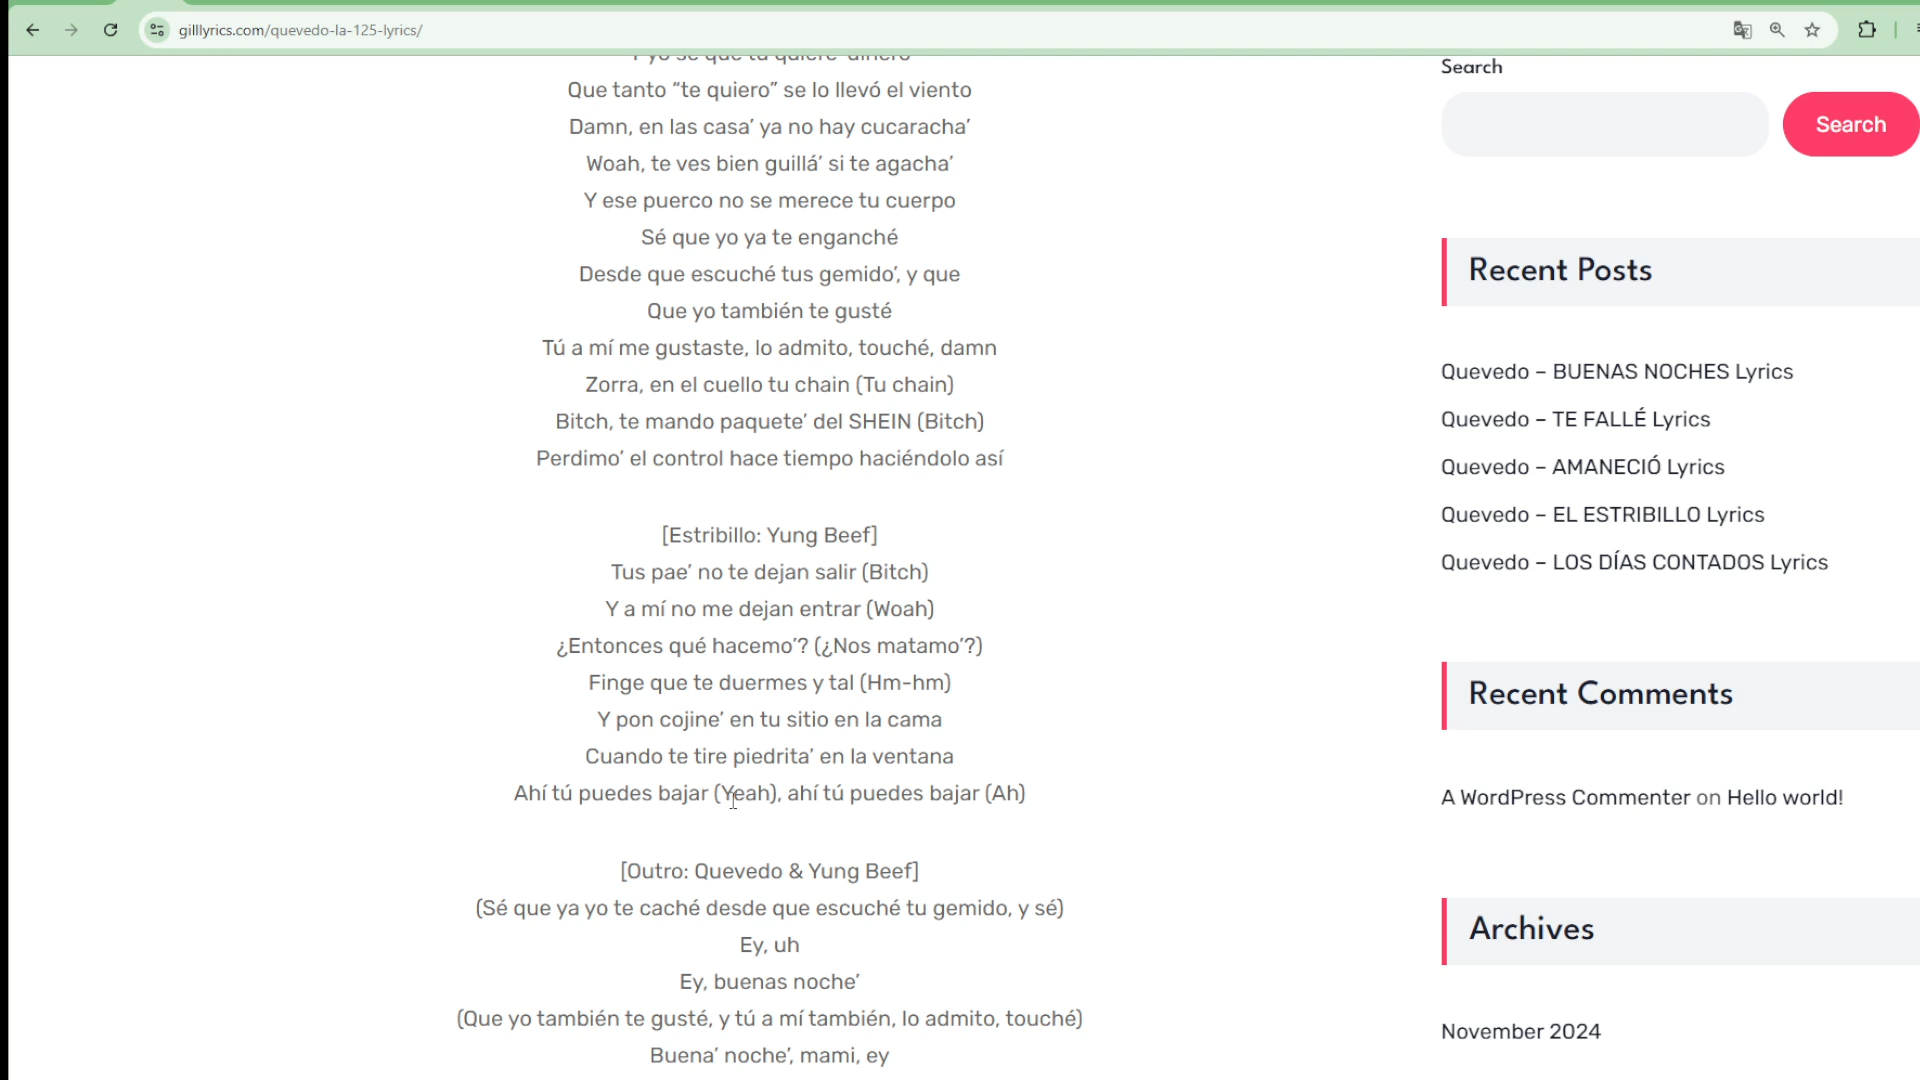 gilllyrics.com/quevedo-la-125-lyrics/
Y yo sé que tú quiere' dinero
Que tanto “te quiero” se lo llevó el viento
Damn, en las casa’ ya no hay cucaracha’
Woah, te ves bien guillá’ si te agacha’
Y ese puerco no se merece tu cuerpo
Sé que yo ya te enganché
Desde que escuché tus gemido’, y que
Que yo también te gusté
Tú a mí me gustaste, lo admito, touché, damn
Zorra, en el cuello tu chain (Tu chain)
Bitch, te mando paquete’ del SHEIN (Bitch)
Perdimo’ el control hace tiempo haciéndolo así
[Estribillo: Yung Beef]
Tus pae’ no te dejan salir (Bitch)
Y a mí no me dejan entrar (Woah)
¿Entonces qué hacemo’? (¿Nos matamo’?)
Finge que te duermes y tal (Hm-hm)
Y pon cojine’ en tu sitio en la cama
Cuando te tire piedrita’ en la ventana
Ahí tú puedes bajar (Yeah), ahí tú puedes bajar (Ah)
[Outro: Quevedo & Yung Beef]
(Sé que ya yo te caché desde que escuché tu gemido, y sé)
Ey, uh
Ey, buenas noche’
(Que yo también te gusté, y tú a mí también, lo admito, touché)
Buena’ noche’, mami, ey
Search
Search
Recent Posts
Quevedo – BUENAS NOCHES Lyrics
Quevedo – TE FALLÉ Lyrics
Quevedo – AMANECIÓ Lyrics
Quevedo – EL ESTRIBILLO Lyrics
Quevedo – LOS DÍAS CONTADOS Lyrics
Recent Comments
A WordPress Commenter on Hello world!
Archives
November 2024